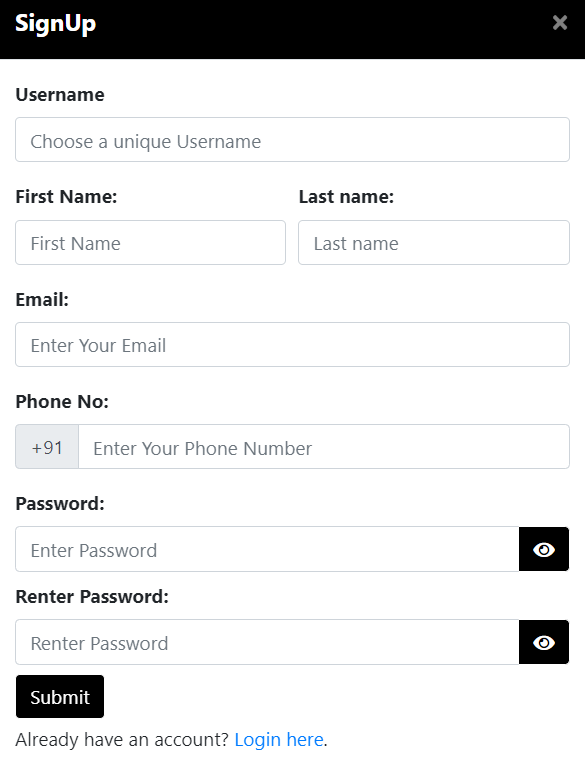 SignUp ×
Username
Choose a unique Username
First Name: Last name:
First Name Last name
Email:
Enter Your Email
Phone No:
+91 Enter Your Phone Number
Password:
Enter Password
Renter Password:
Renter Password
Submit
Already have an account? Login here.